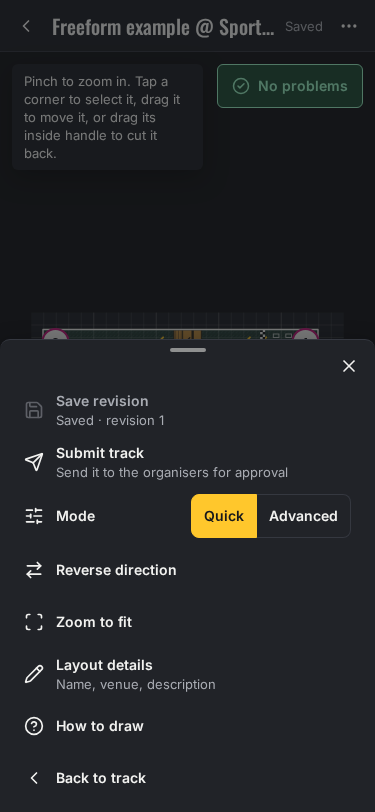 Freeform example @ Sport...
Saved
Pinch to zoom in. Tap a
corner to select it, drag it
to move it, or drag its
inside handle to cut it
back.
No problems
Save revision
Saved · revision 1
Submit track
Send it to the organisers for approval
Mode
Quick
Advanced
Reverse direction
Zoom to fit
Layout details
Name, venue, description
How to draw
Back to track